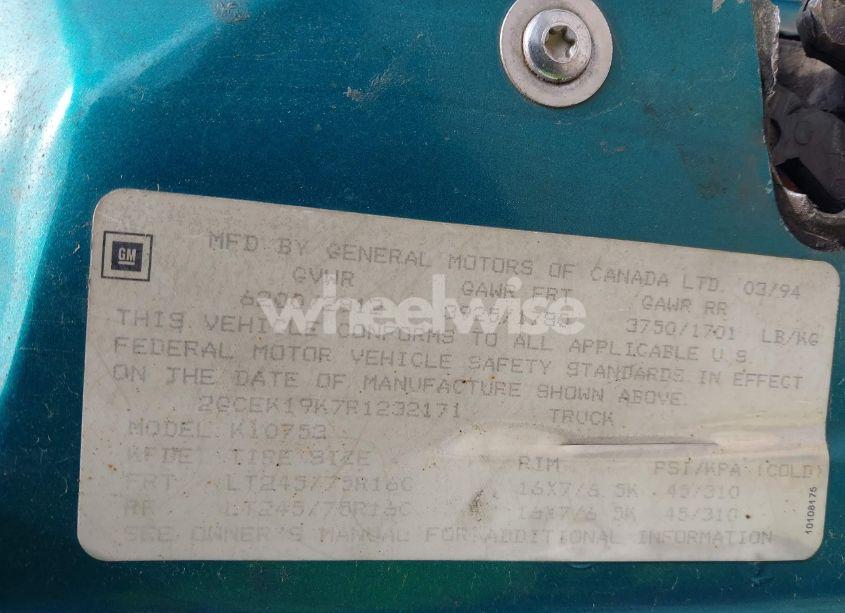 GM
MFD BY GENERAL MOTORS OF CANADA LTD. 03/94
GVWR GAWR FRT GAWR RR
3750/1701 LB/KG
THIS VEHICLE CONFORMS TO ALL APPLICABLE U.S.
FEDERAL MOTOR VEHICLE SAFETY STANDARDS IN EFFECT
ON THE DATE OF MANUFACTURE SHOWN ABOVE.
2GCEK19K7R1232171 TRUCK
MODEL K10753
TIRE SIZE RIM PSI/KPA (COLD)
FRT LT245/75R16C 16X7/6.5K 45/310
RR LT245/75R16C 16X7/6.5K 45/310
SEE OWNER'S MANUAL FOR ADDITIONAL INFORMATION
10108175
wheelwise